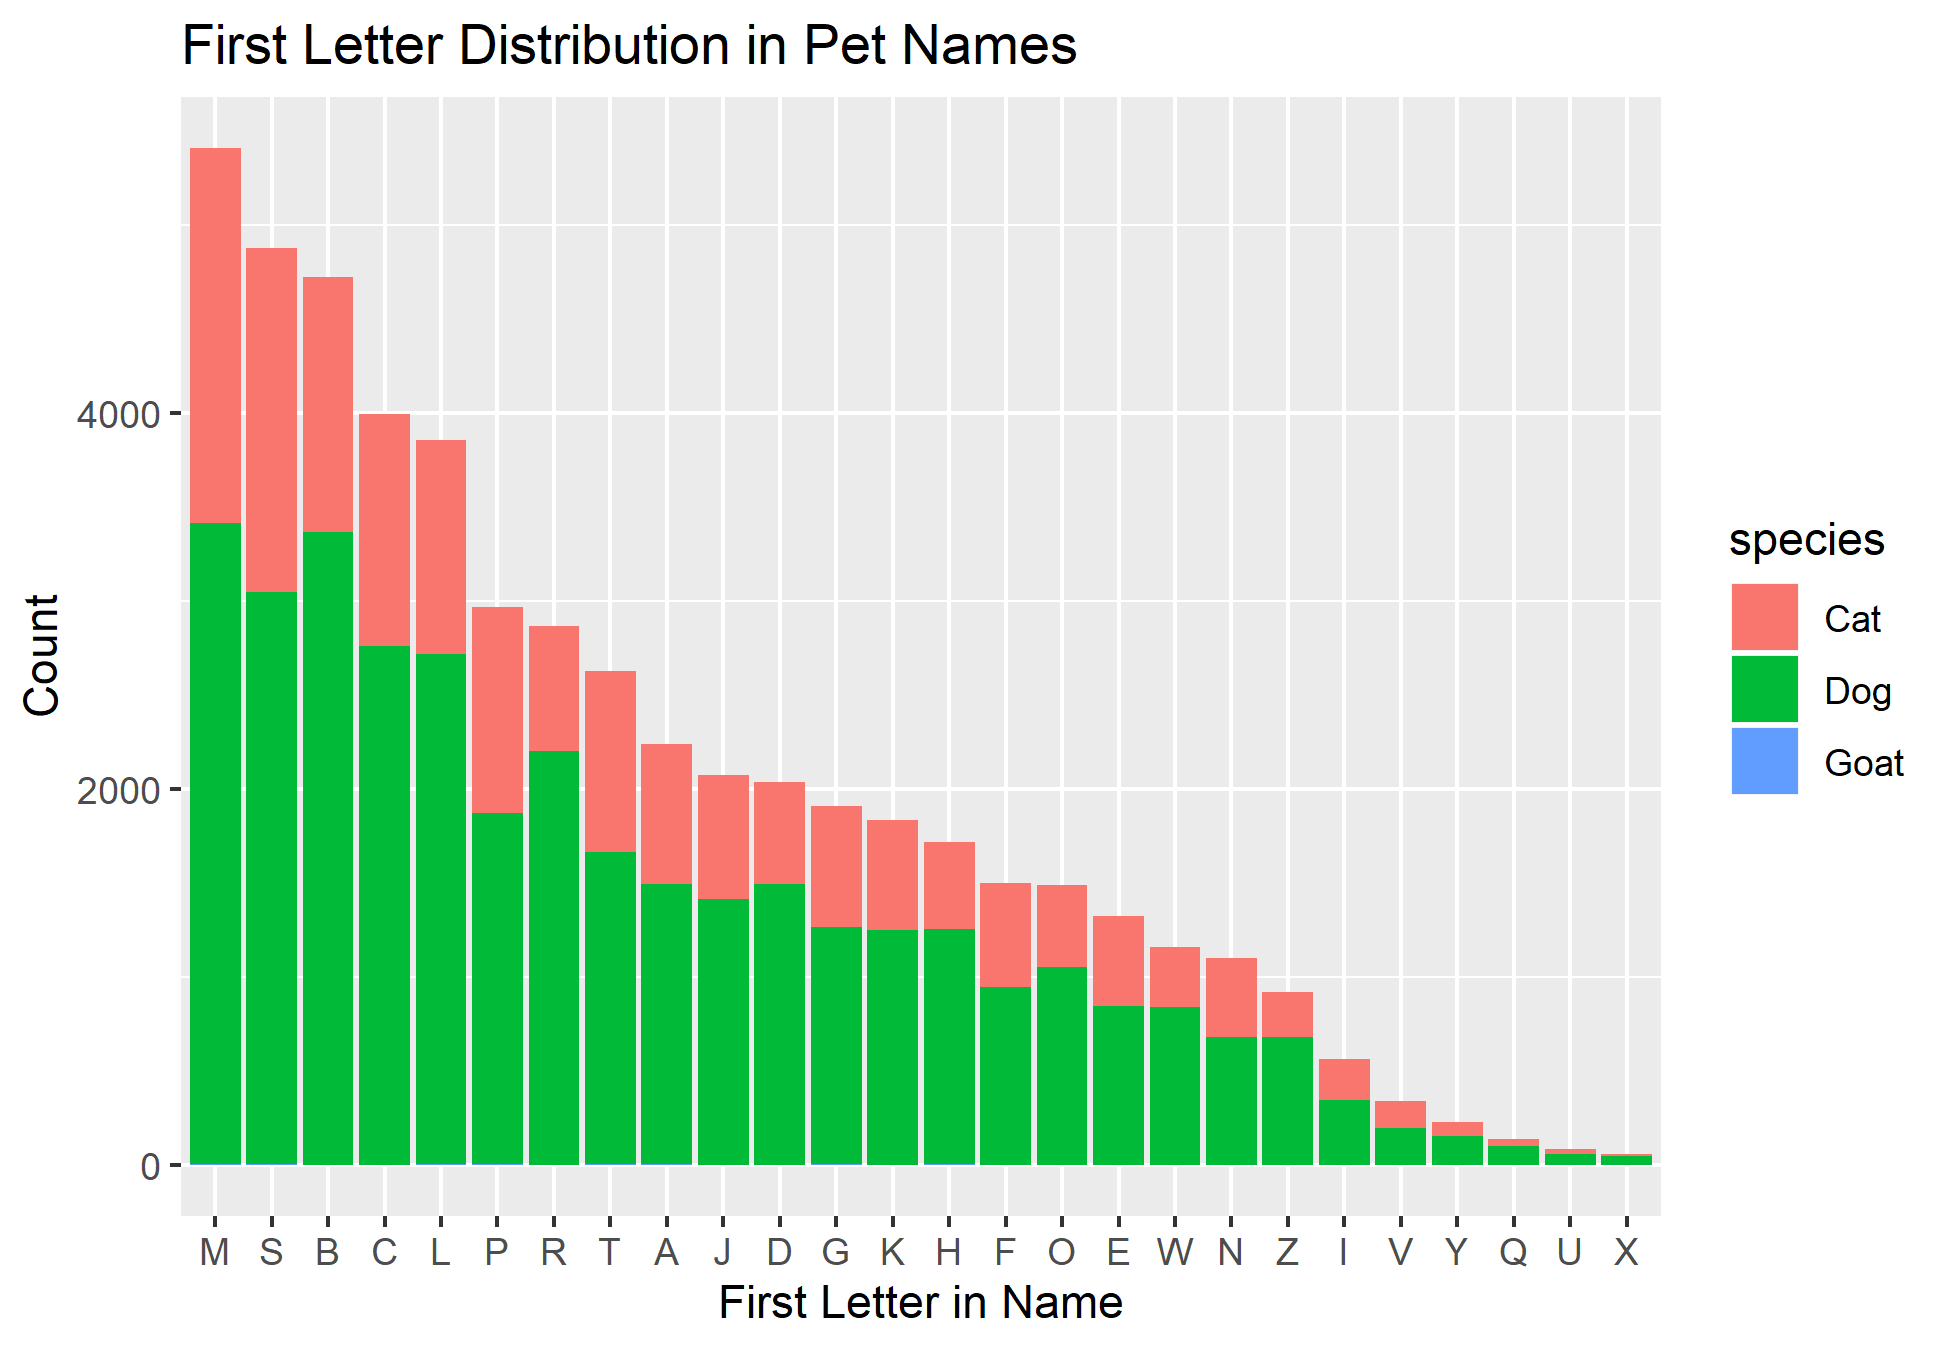 First Letter Distribution in Pet Names
Count
4000
2000
0
M S B C L P R T A J D G K H F O E W N Z I V Y Q U X
First Letter in Name
species
Cat
Dog
Goat